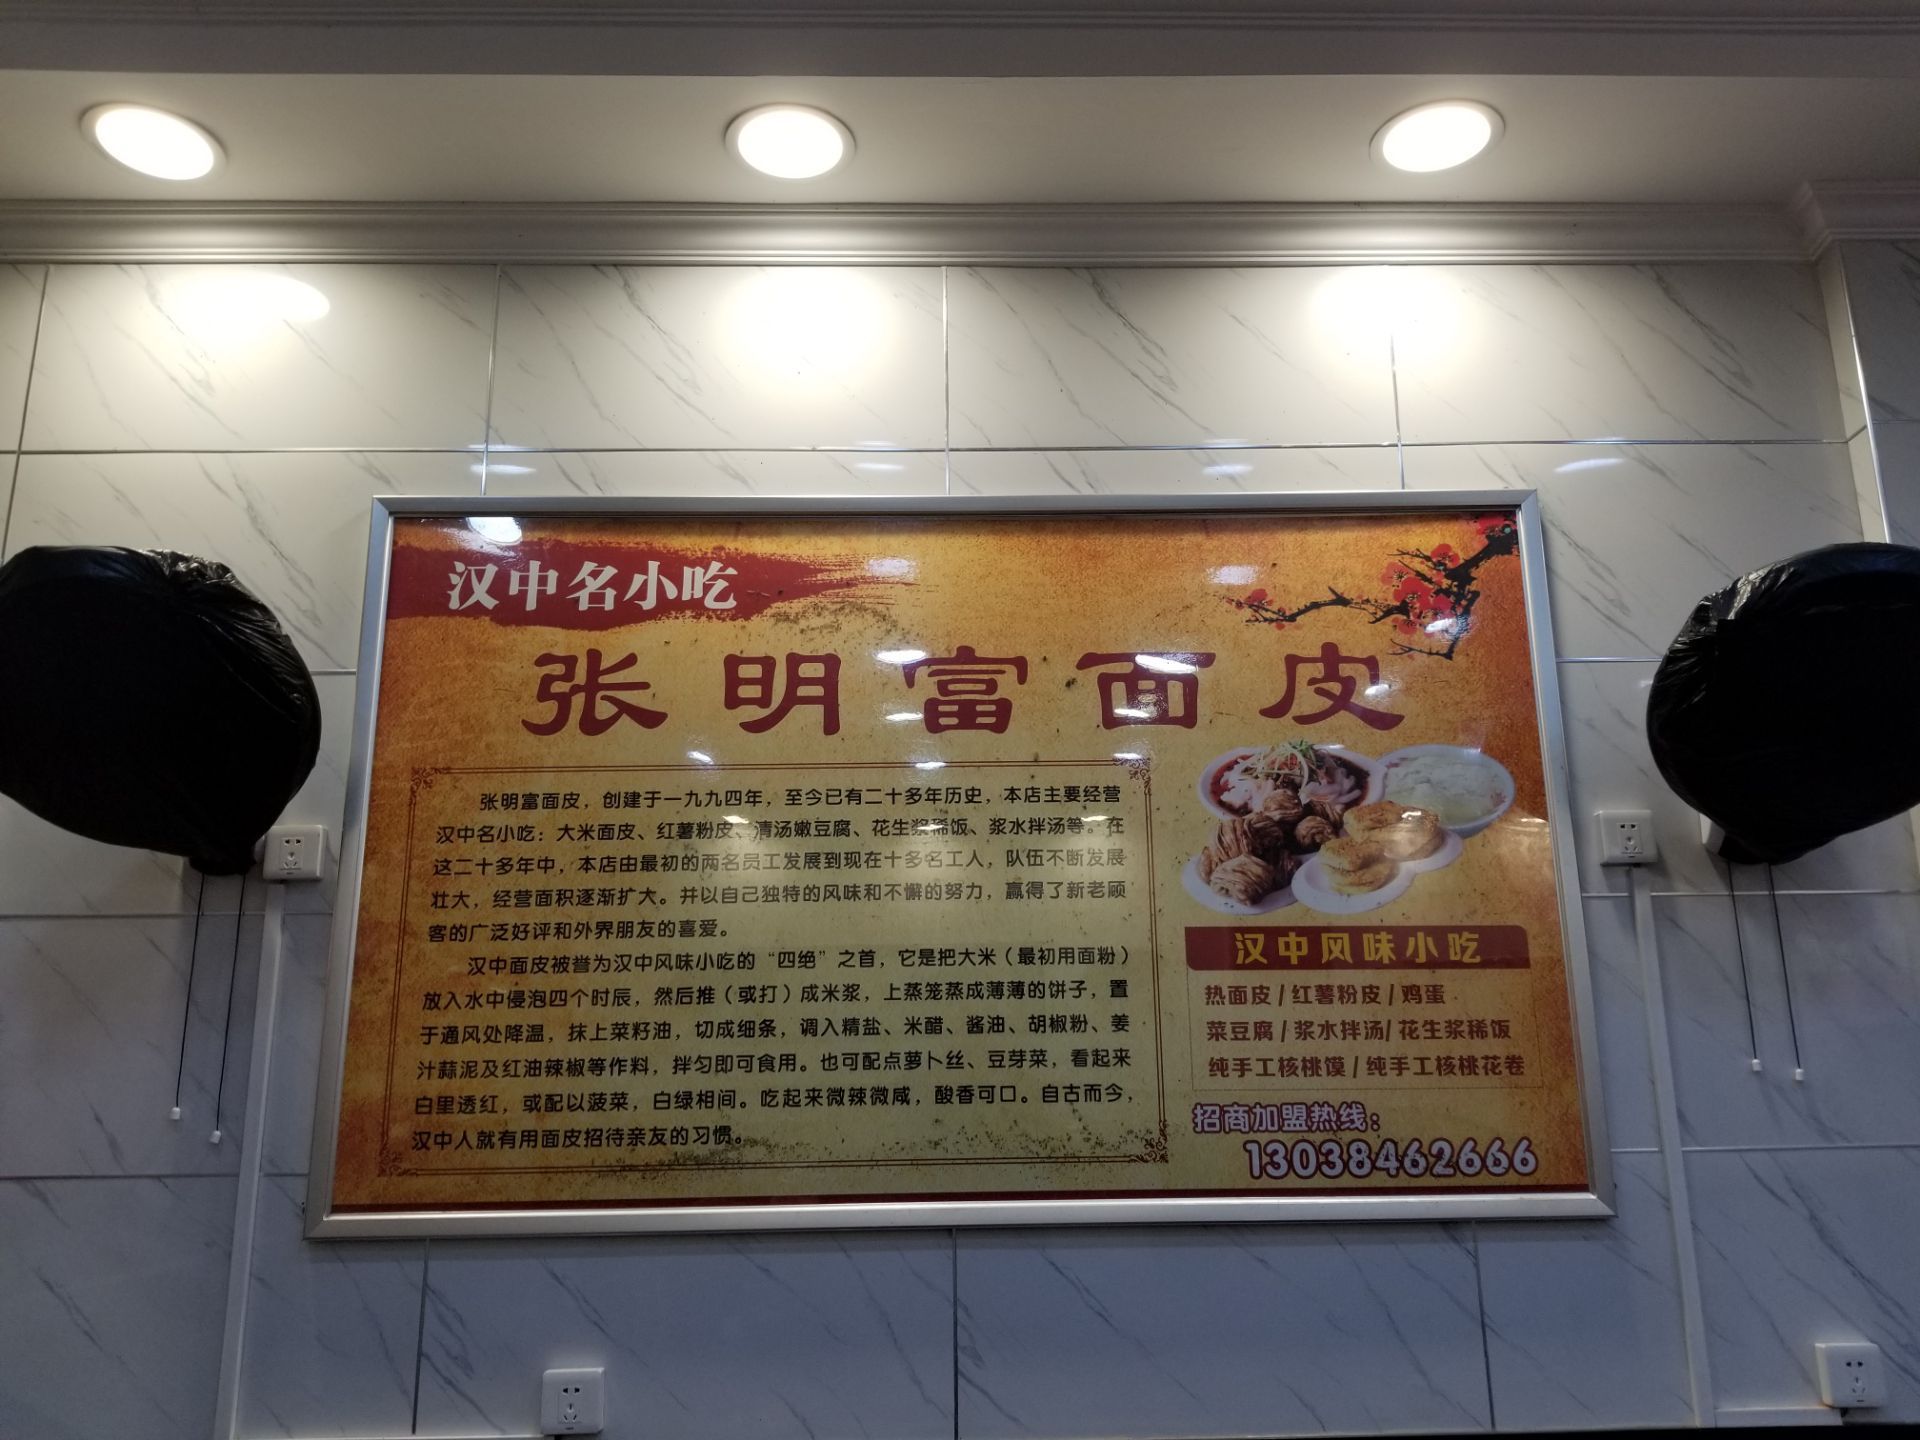 汉中名小吃
张明富面皮
张明富面皮，创建于一九九四年，至今已有二十多年历史，本店主要经营
汉中名小吃：大米面皮、红薯粉皮、清汤嫩豆腐、花生浆稀饭、浆水拌汤等。在
这二十多年中，本店由最初的两名员工发展到现在十多名工人，队伍不断发展
壮大，经营面积逐渐扩大。并以自己独特的风味和不懈的努力，赢得了新老顾
客的广泛好评和外界朋友的喜爱。
汉中面皮被誉为汉中风味小吃的“四绝”之首，它是把大米（最初用面粉）
放入水中侵泡四个时辰，然后推（或打）成米浆，上蒸笼蒸成薄薄的饼子，置
于通风处降温，抹上菜籽油，切成细条，调入精盐、米醋、酱油、胡椒粉、姜
汁蒜泥及红油辣椒等作料，拌匀即可食用。也可配点萝卜丝、豆芽菜，看起来
白里透红，或配以菠菜，白绿相间。吃起来微辣微咸，酸香可口。自古而今，
汉中人就有用面皮招待亲友的习惯。
汉中风味小吃
热面皮/红薯粉皮/鸡蛋
菜豆腐/浆水拌汤/花生浆稀饭
纯手工核桃馍/纯手工核桃花卷
招商加盟热线：
13038462666